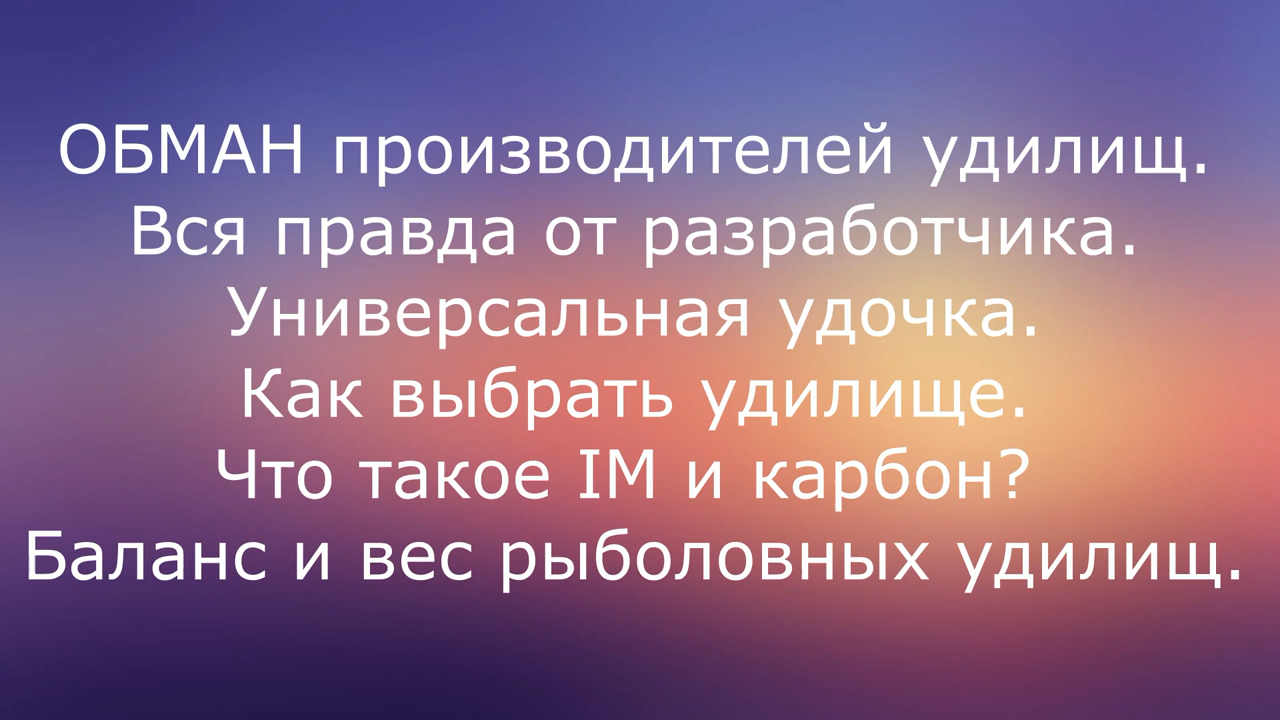 ОБМАН производителей удилищ.
Вся правда от разработчика.
Универсальная удочка.
Как выбрать удилище.
Что такое IM и карбон?
Баланс и вес рыболовных удилищ.